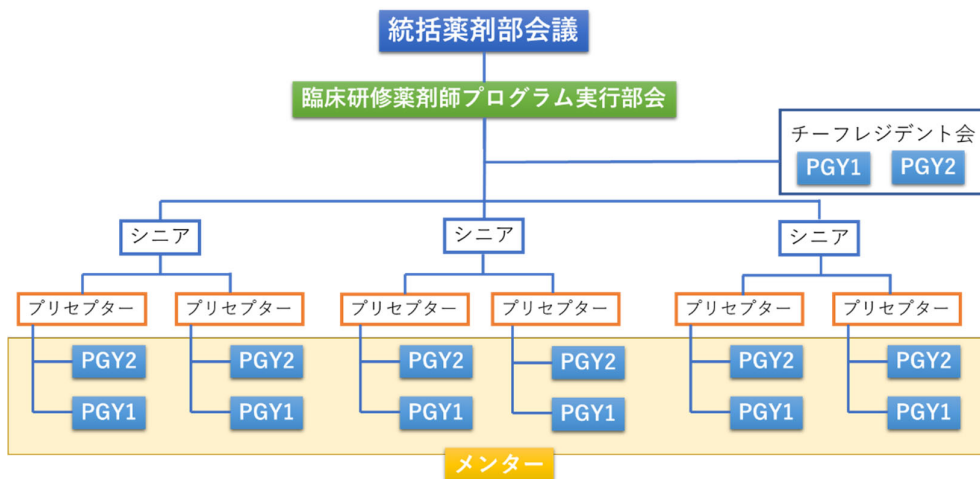 統括薬剤部会議
臨床研修薬剤師プログラム実行部会
チーフレジデント会
PGY1 PGY2
シニア シニア シニア
プリセプター プリセプター プリセプター プリセプター プリセプター プリセプター
PGY2 PGY2 PGY2 PGY2 PGY2 PGY2
PGY1 PGY1 PGY1 PGY1 PGY1 PGY1
メンター